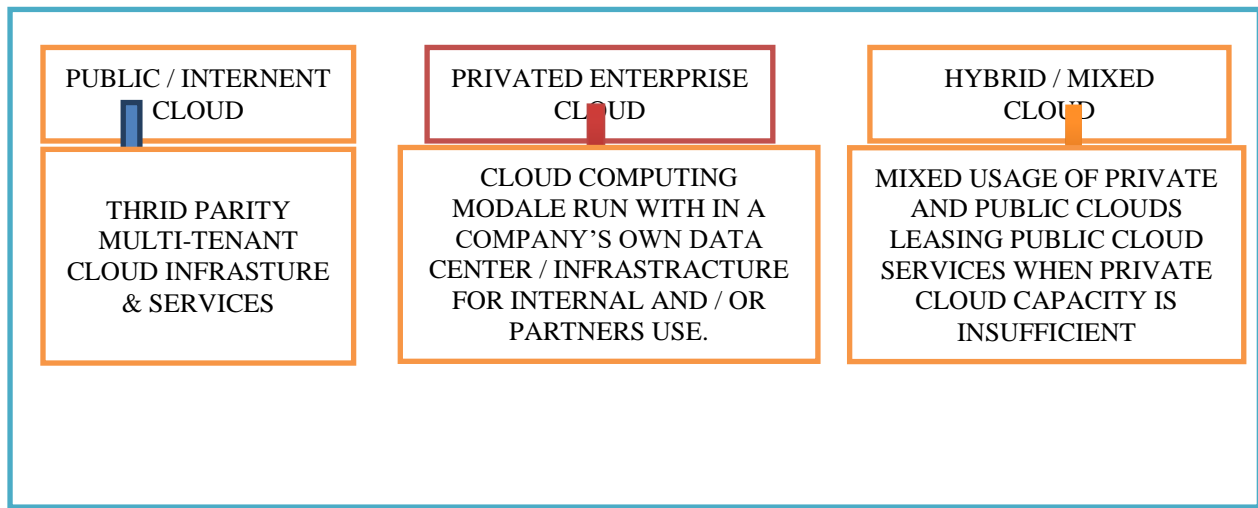 PUBLIC / INTERNENT
CLOUD
THRID PARITY
MULTI-TENANT
CLOUD INFRASTURE
& SERVICES
PRIVATED ENTERPRISE
CLOUD
CLOUD COMPUTING
MODALE RUN WITH IN A
COMPANY’S OWN DATA
CENTER / INFRASTRACTURE
FOR INTERNAL AND / OR
PARTNERS USE.
HYBRID / MIXED
CLOUD
MIXED USAGE OF PRIVATE
AND PUBLIC CLOUDS
LEASING PUBLIC CLOUD
SERVICES WHEN PRIVATE
CLOUD CAPACITY IS
INSUFFICIENT